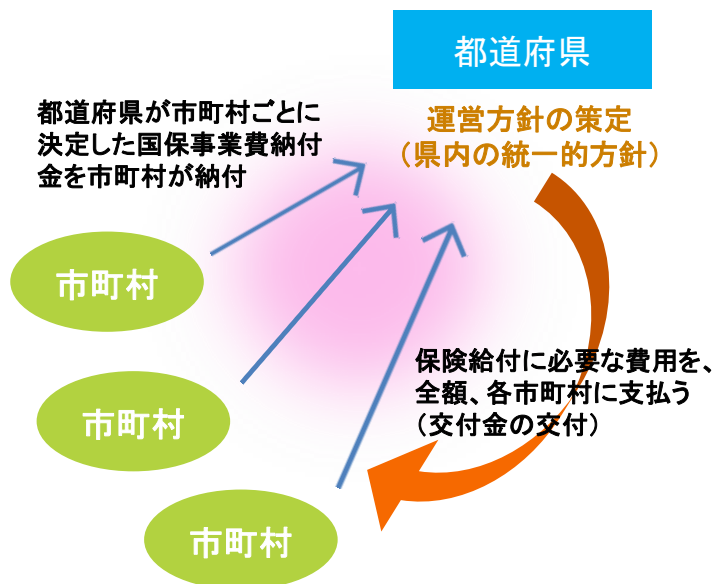 都道府県
運営方針の策定
（県内の統一的方針）
都道府県が市町村ごとに
決定した国保事業費納付
金を市町村が納付
市町村
市町村
市町村
保険給付に必要な費用を、
全額、各市町村に支払う
（交付金の交付）